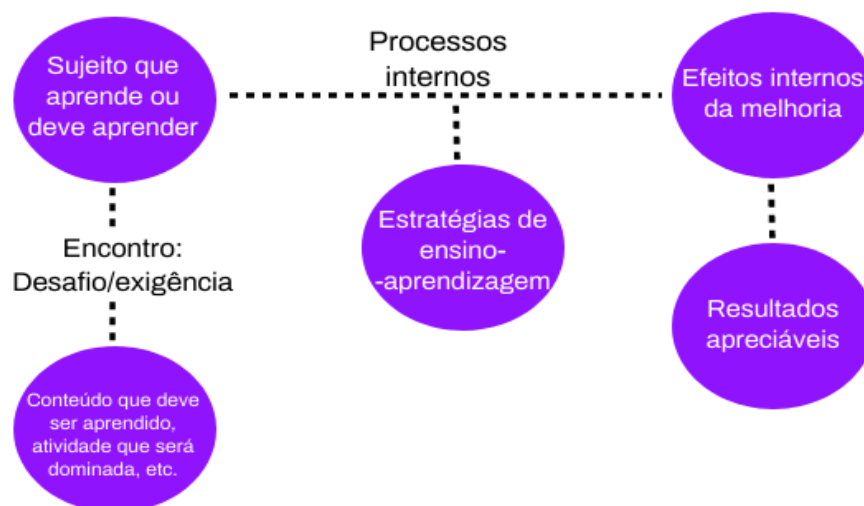 Sujeito que
aprende ou
deve aprender
Processos
internos
Efeitos internos
da melhoria
Estratégias de
ensino-
-aprendizagem
Encontro:
Desafio/exigência
Resultados
apreciáveis
Conteúdo que deve
ser aprendido,
atividade que será
dominada, etc.